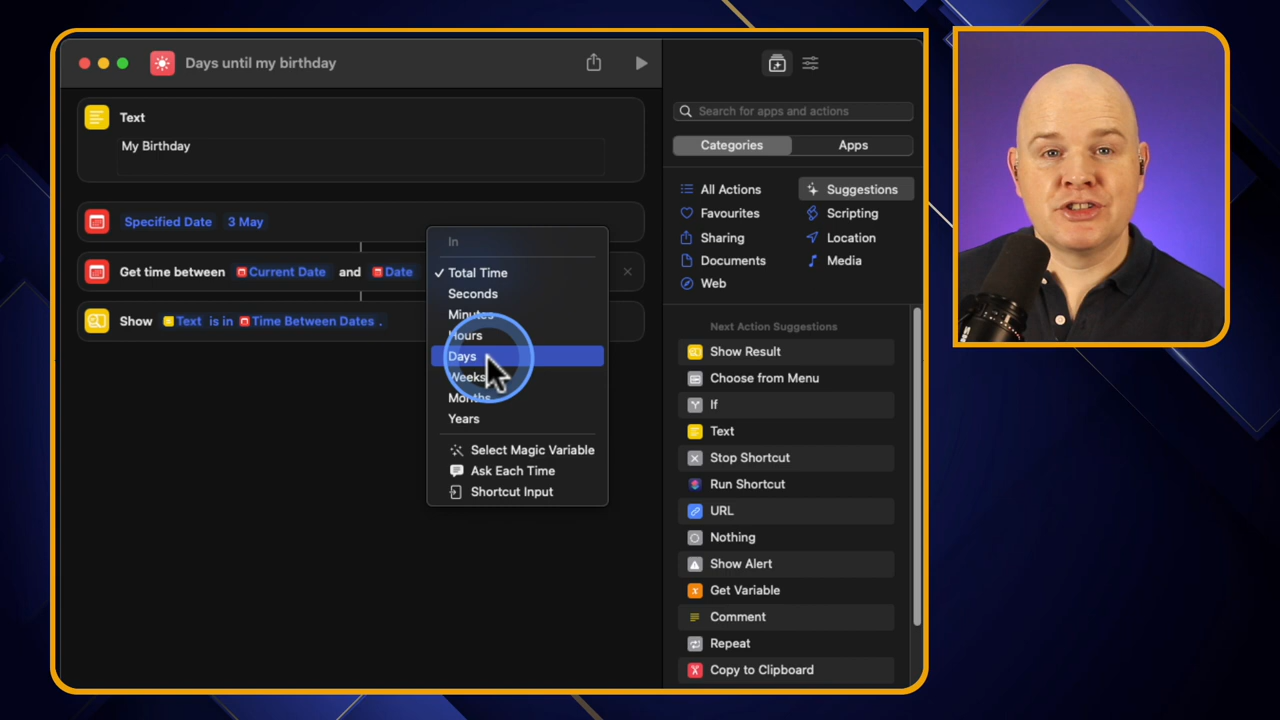 Days until my birthday
Text
My Birthday
Specified Date 3 May
Get time between Current Date and Date
Show Text is in Time Between Dates .
In
Total Time
Seconds
Minutes
Hours
Days
Weeks
Months
Years
Select Magic Variable
Ask Each Time
Shortcut Input
Search for apps and actions
Categories Apps
All Actions Suggestions
Favourites Scripting
Sharing Location
Documents Media
Web
Next Action Suggestions
Show Result
Choose from Menu
If
Text
Stop Shortcut
Run Shortcut
URL
Nothing
Show Alert
Get Variable
Comment
Repeat
Copy to Clipboard